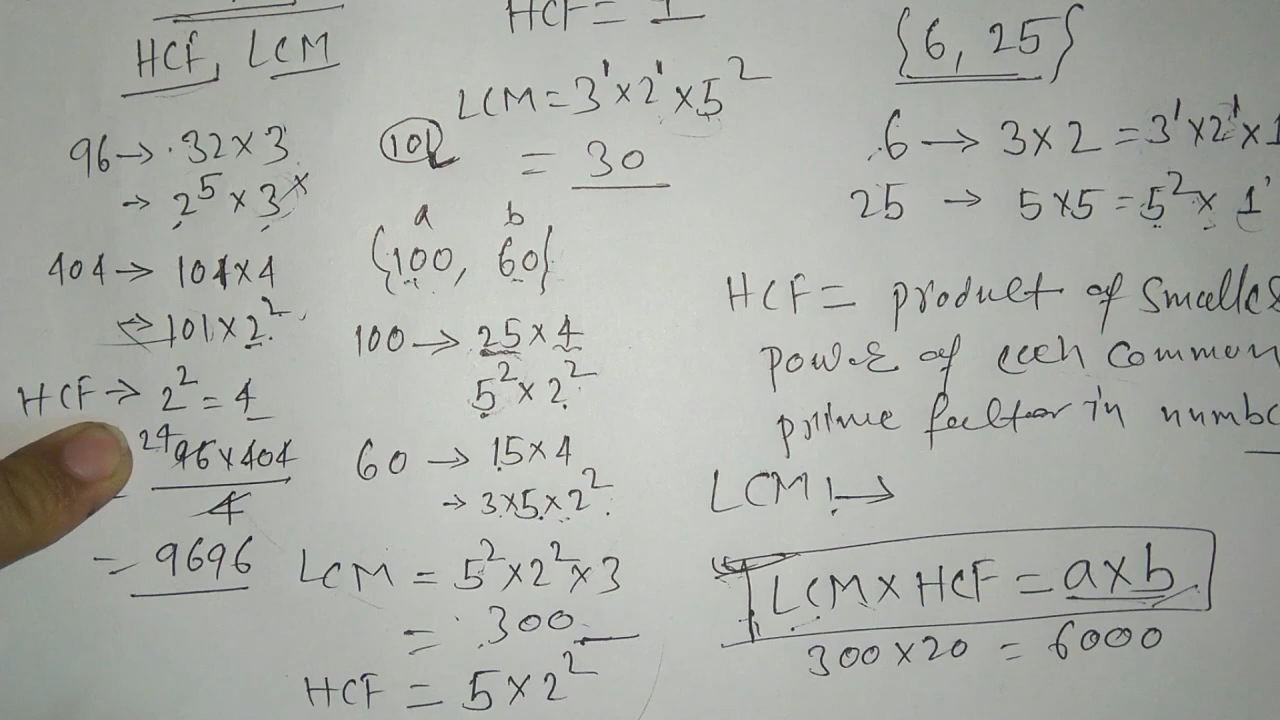 HCF, LCM
96 → 32 × 3
→ 2⁵ × 3ˣ
404 → 101 × 4
⇒ 101 × 2²
HCF → 2² = 4
24 96 × 404
4
= 9696
HCF = 1
LCM = 3¹ × 2¹ × 5²
= 30
101
a b
{100, 60}
100 → 25 × 4
5² × 2²
60 → 15 × 4
→ 3 × 5 × 2²
LCM = 5² × 2² × 3
= 300
HCF = 5 × 2²
{6, 25}
6 → 3 × 2 = 3¹ × 2¹ × 1
25 → 5 × 5 = 5² × 1¹
HCF = product of Smalles
power of each common
prime factor in numbe
LCM :→
LCM × HCF = a × b
300 × 20 = 6000